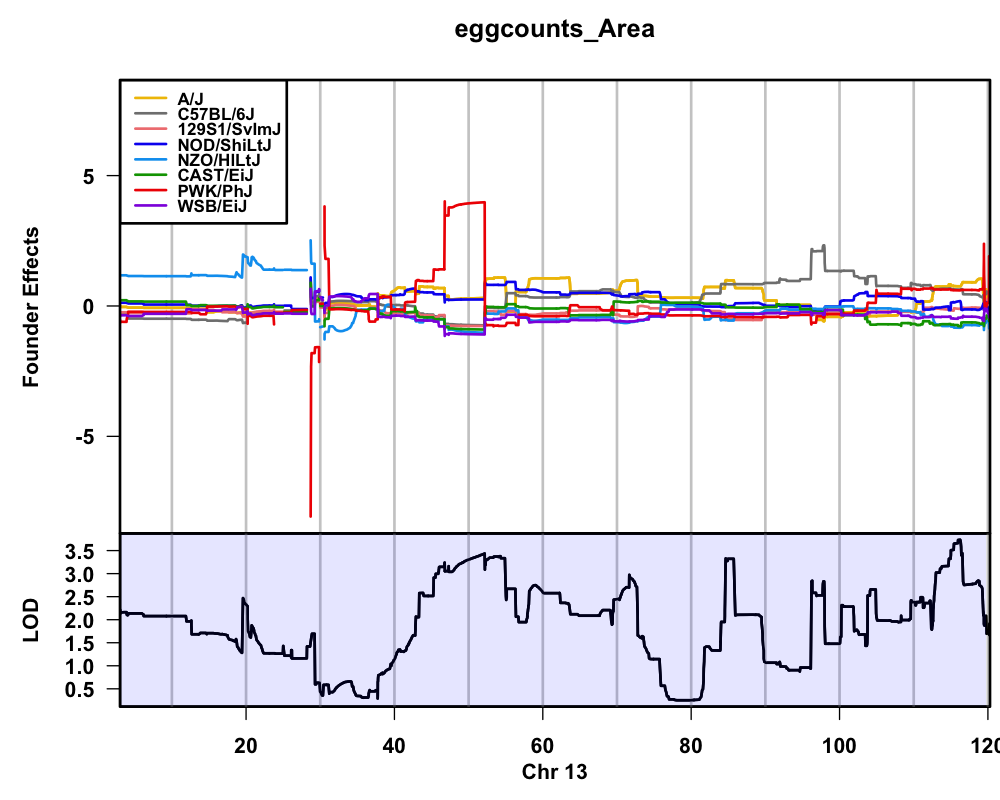 eggcounts_Area
A/J
C57BL/6J
129S1/SvImJ
NOD/ShiLtJ
NZO/HlLtJ
CAST/EiJ
PWK/PhJ
WSB/EiJ
5
0
-5
Founder Effects
3.5
3.0
2.5
2.0
1.5
1.0
0.5
LOD
20 40 60 80 100 120
Chr 13